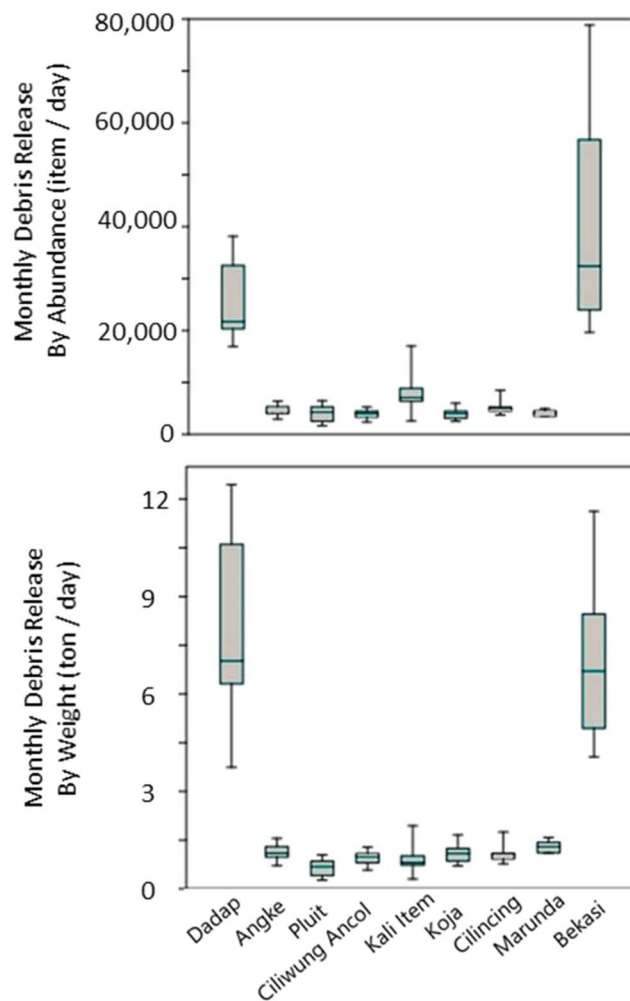 Monthly Debris Release
By Abundance (item / day)
80,000
60,000
40,000
20,000
0
Monthly Debris Release
By Weight (ton / day)
12
9
6
3
0
Dadap
Angke
Pluit
Ciliwung Ancol
Kali Item
Koja
Cilincing
Marunda
Bekasi